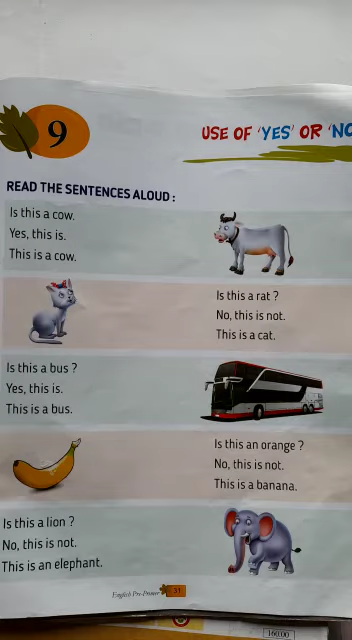 9
USE OF 'YES' OR 'NO
READ THE SENTENCES ALOUD :
Is this a cow.
Yes, this is.
This is a cow.
Is this a rat ?
No, this is not.
This is a cat.
Is this a bus ?
Yes, this is.
This is a bus.
Is this an orange ?
No, this is not.
This is a banana.
Is this a lion ?
No, this is not.
This is an elephant.
English Pre-Primer
31
160.00